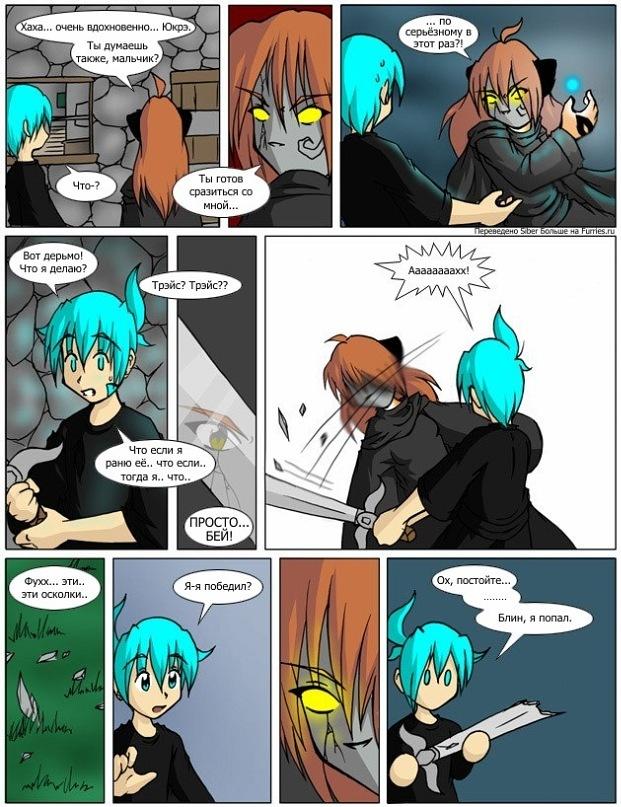 Хаха... очень вдохновенно... Юкрэ.
Ты думаешь
также, мальчик?
Что-?
Ты готов
сразиться со
мной...
... по
серьёзному в
этот раз?!
Переведено Siber Больше на Furries.ru
Вот дерьмо!
Что я делаю?
Трэйс? Трэйс??
Что если я
раню её.. что если..
тогда я.. что..
ПРОСТО...
БЕЙ!
Аааааааахх!
Фухх... эти..
эти осколки..
Я-я победил?
Ох, постойте...
........
Блин, я попал.